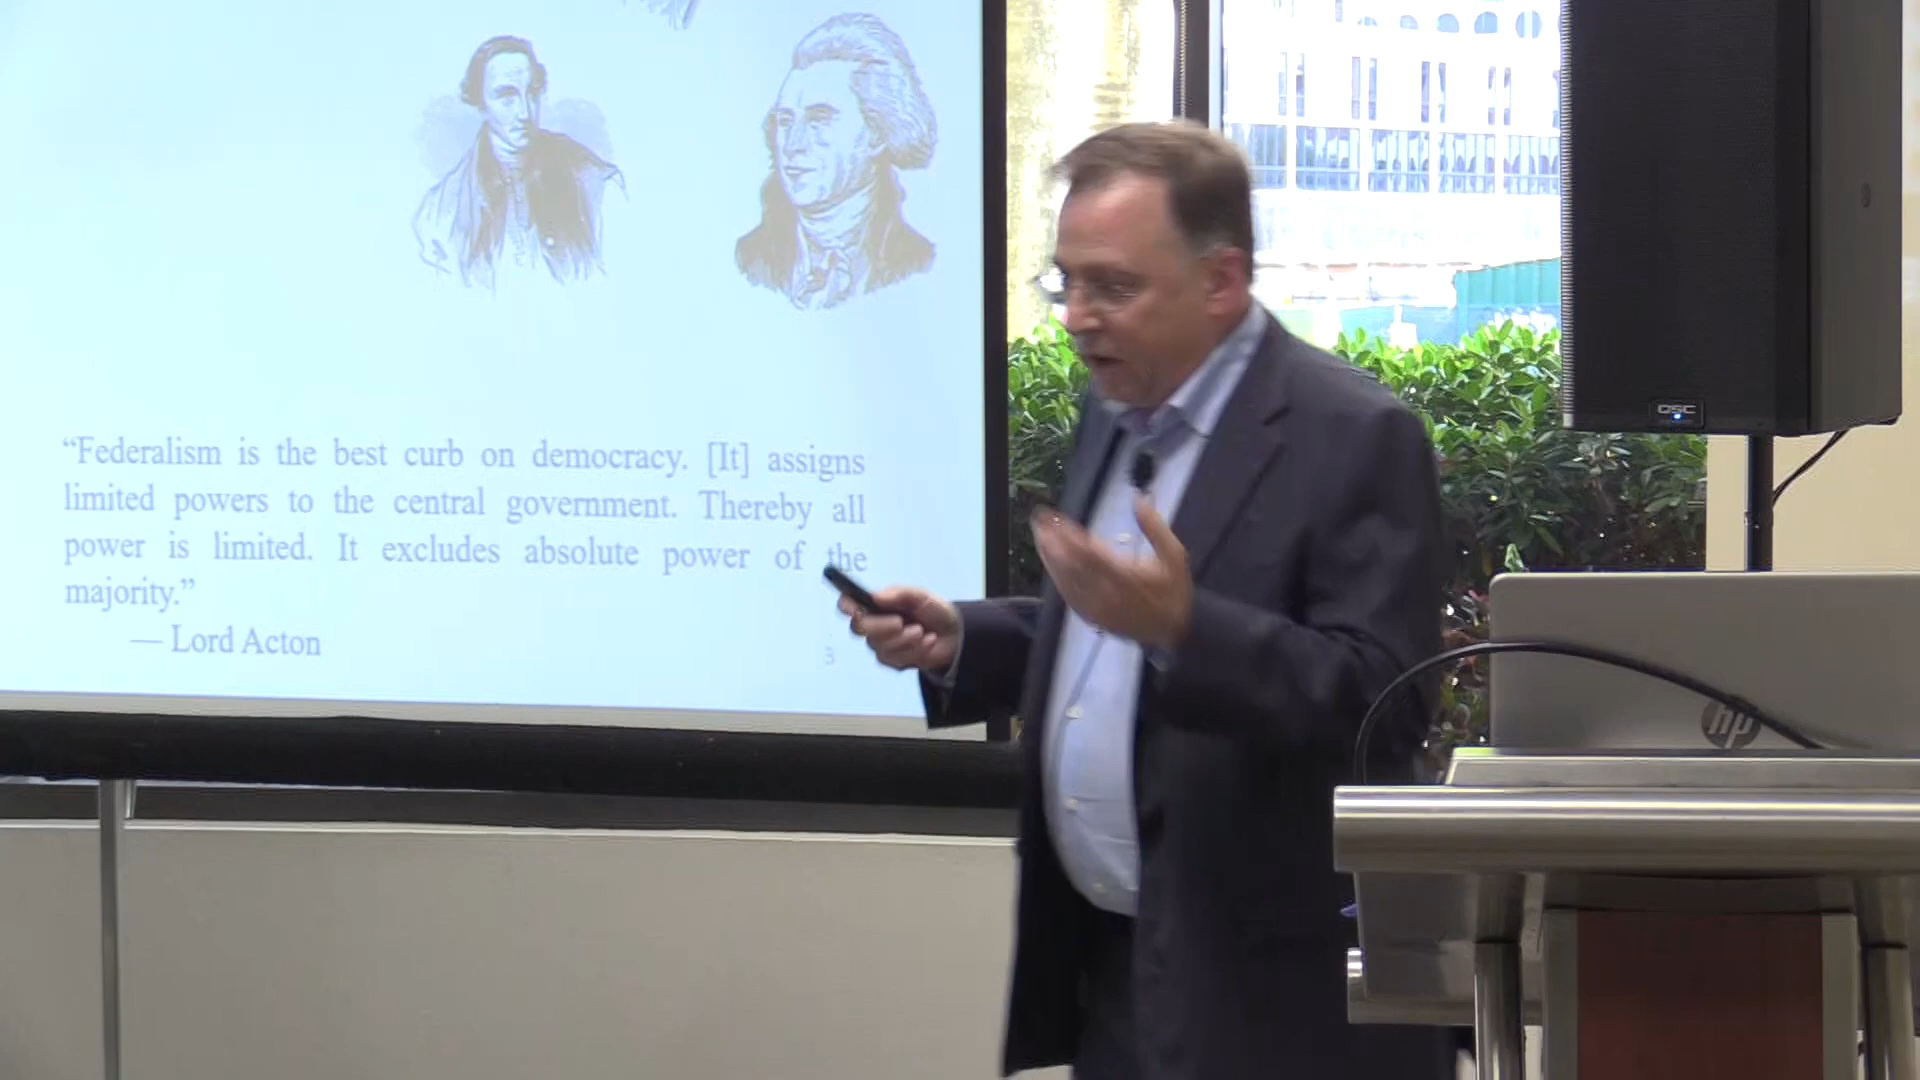 “Federalism is the best curb on democracy. [It] assigns
limited powers to the central government. Thereby all
power is limited. It excludes absolute power of the
majority.”
— Lord Acton
3
QSC
hp